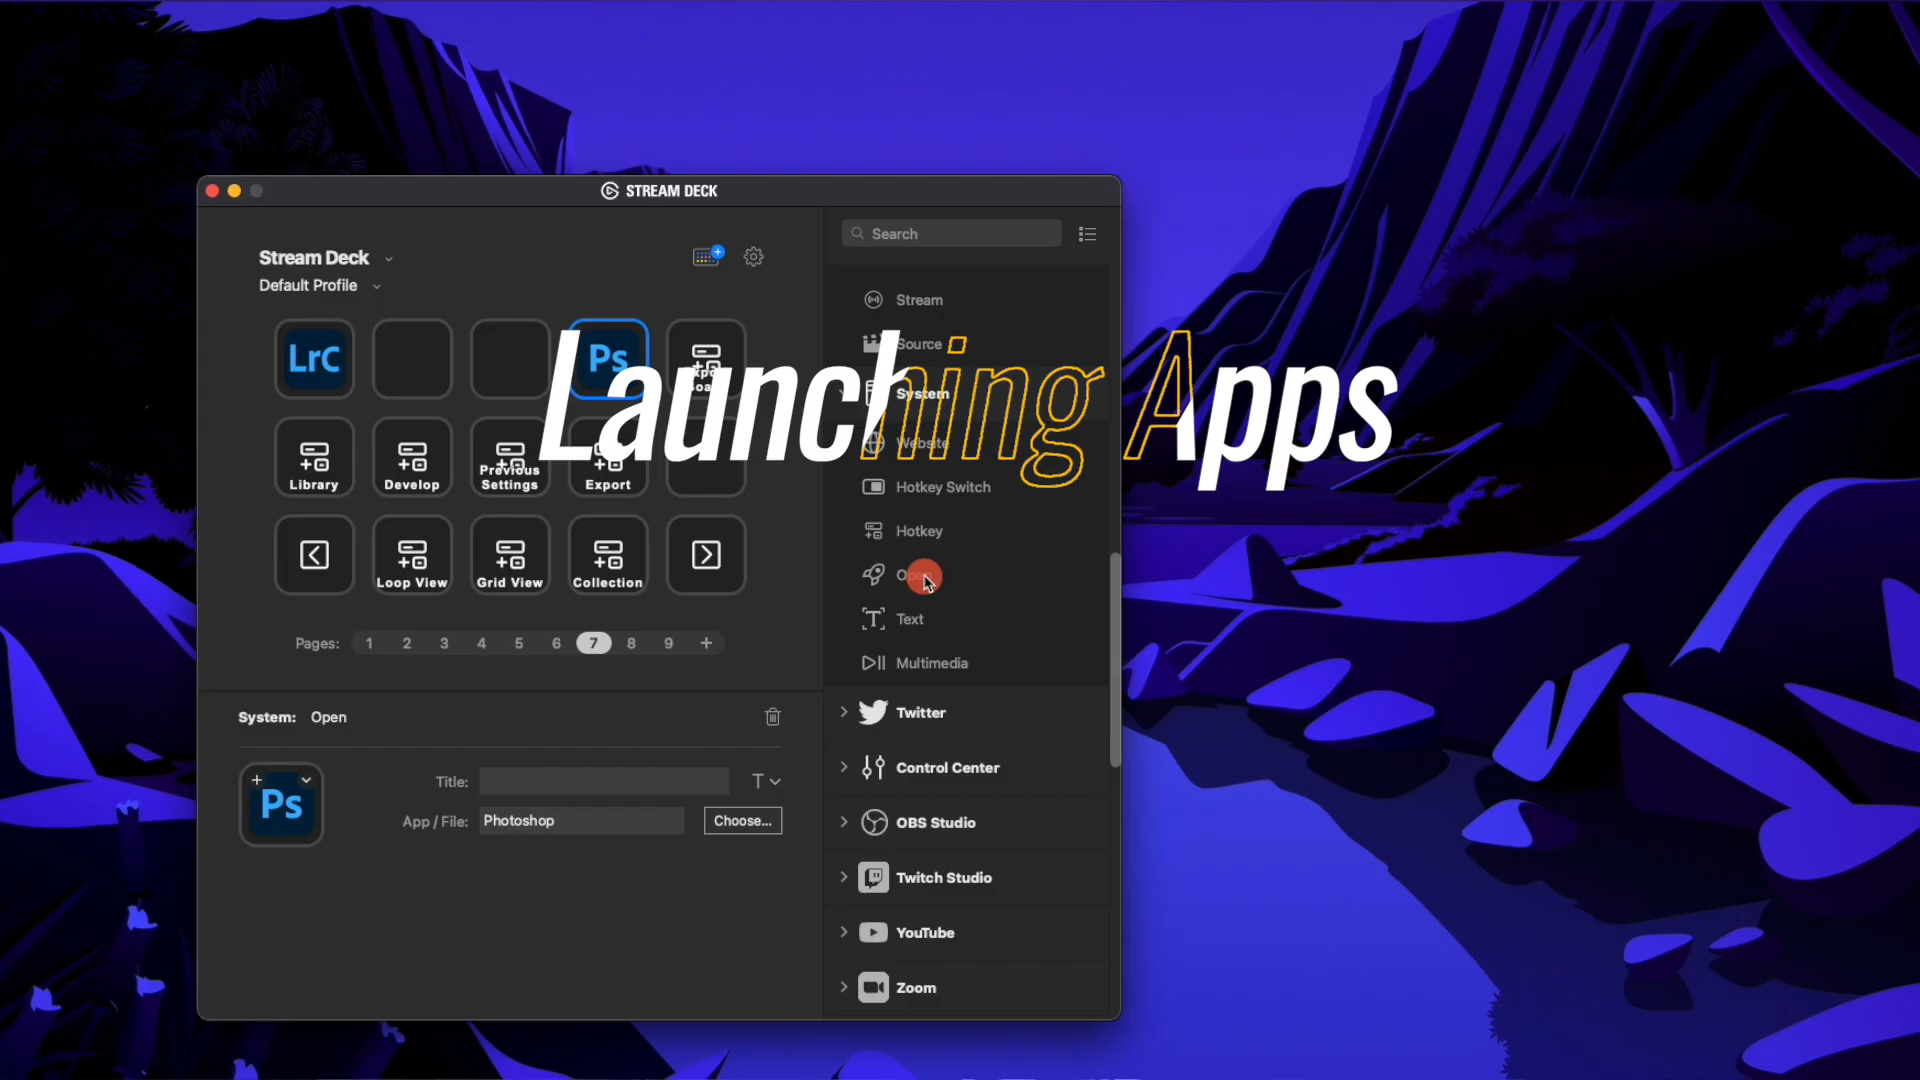 STREAM DECK
Stream Deck
Default Profile
Search
LrC
Ps
Library
Develop
Previous
Settings
Export
Loop View
Grid View
Collection
Pages: 1 2 3 4 5 6 7 8 9 +
Stream
Source
System
Website
Hotkey Switch
Hotkey
Text
Multimedia
Twitter
Control Center
OBS Studio
Twitch Studio
YouTube
Zoom
Launching Apps
System: Open
Ps
Title:
T
App / File: Photoshop
Choose...